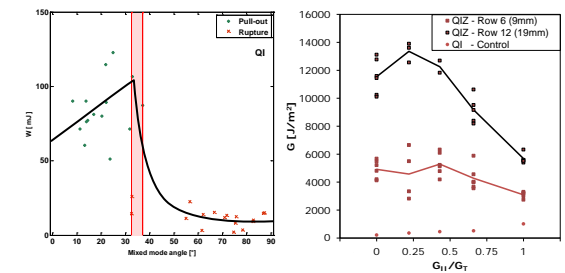 150
100
50
0
W [mJ]
Pull-out
Rupture
QI
0 10 20 30 40 50 60 70 80 90
Mixed mode angle [°]
QIZ - Row 6 (9mm)
QIZ - Row 12 (19mm)
QI - Control
16000
14000
12000
10000
8000
6000
4000
2000
0
G [J/m²]
0 0.25 0.5 0.75 1
G_II/G_T